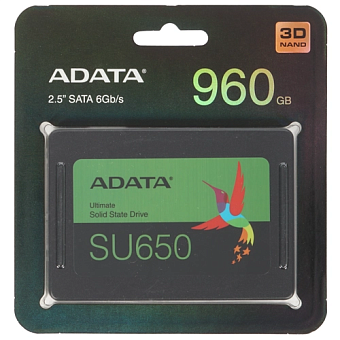 3D
NAND
ADATA
960 GB
2.5" SATA 6Gb/s
ADATA
Ultimate
Solid State Drive
SU650